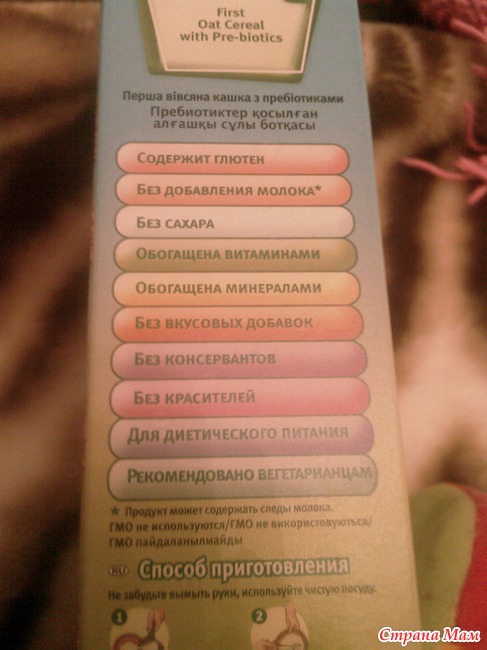 First
Oat Cereal
with Pre-biotics
Перша вівсяна кашка з пребіотиками
Пребиотиктер қосылған
алғашқы сұлы ботқасы
Содержит глютен
Без добавления молока*
Без сахара
Обогащена витаминами
Обогащена минералами
Без вкусовых добавок
Без консервантов
Без красителей
Для диетического питания
Рекомендовано вегетарианцам
* Продукт может содержать следы молока.
ГМО не используются/ГМО не використовуються/
ГМО пайдаланылмайды
RU Способ приготовления
Не забудьте вымыть руки, используйте чистую посуду.
1 2
Страна Мам